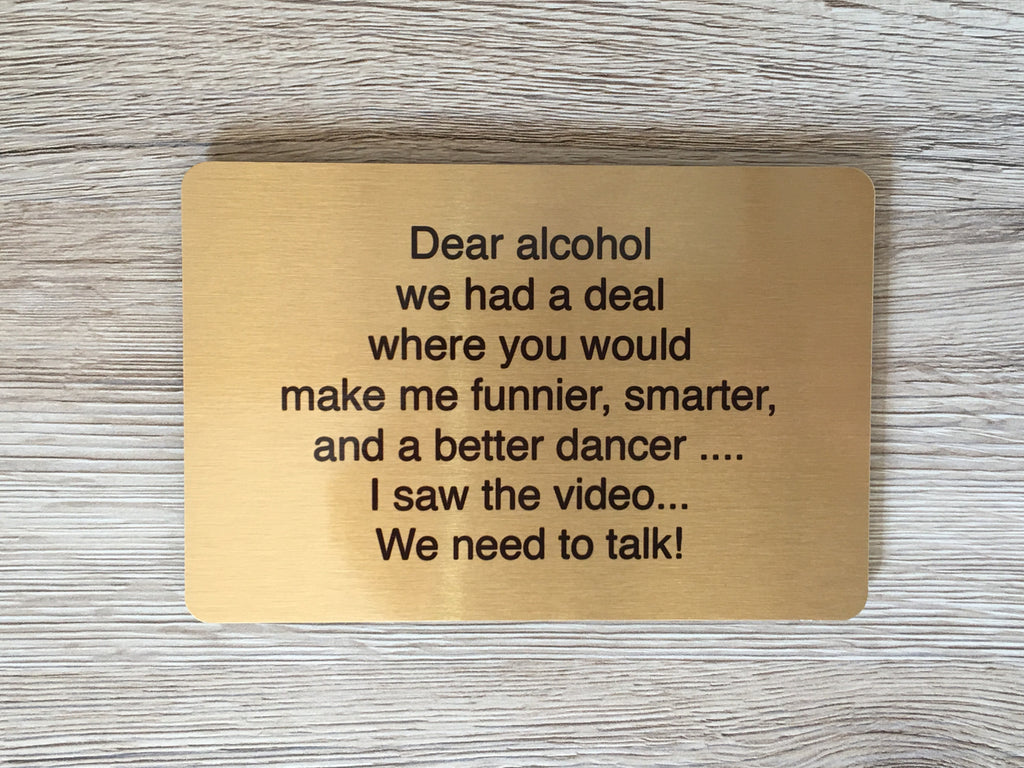 Dear alcohol
we had a deal
where you would
make me funnier, smarter,
and a better dancer ....
I saw the video...
We need to talk!